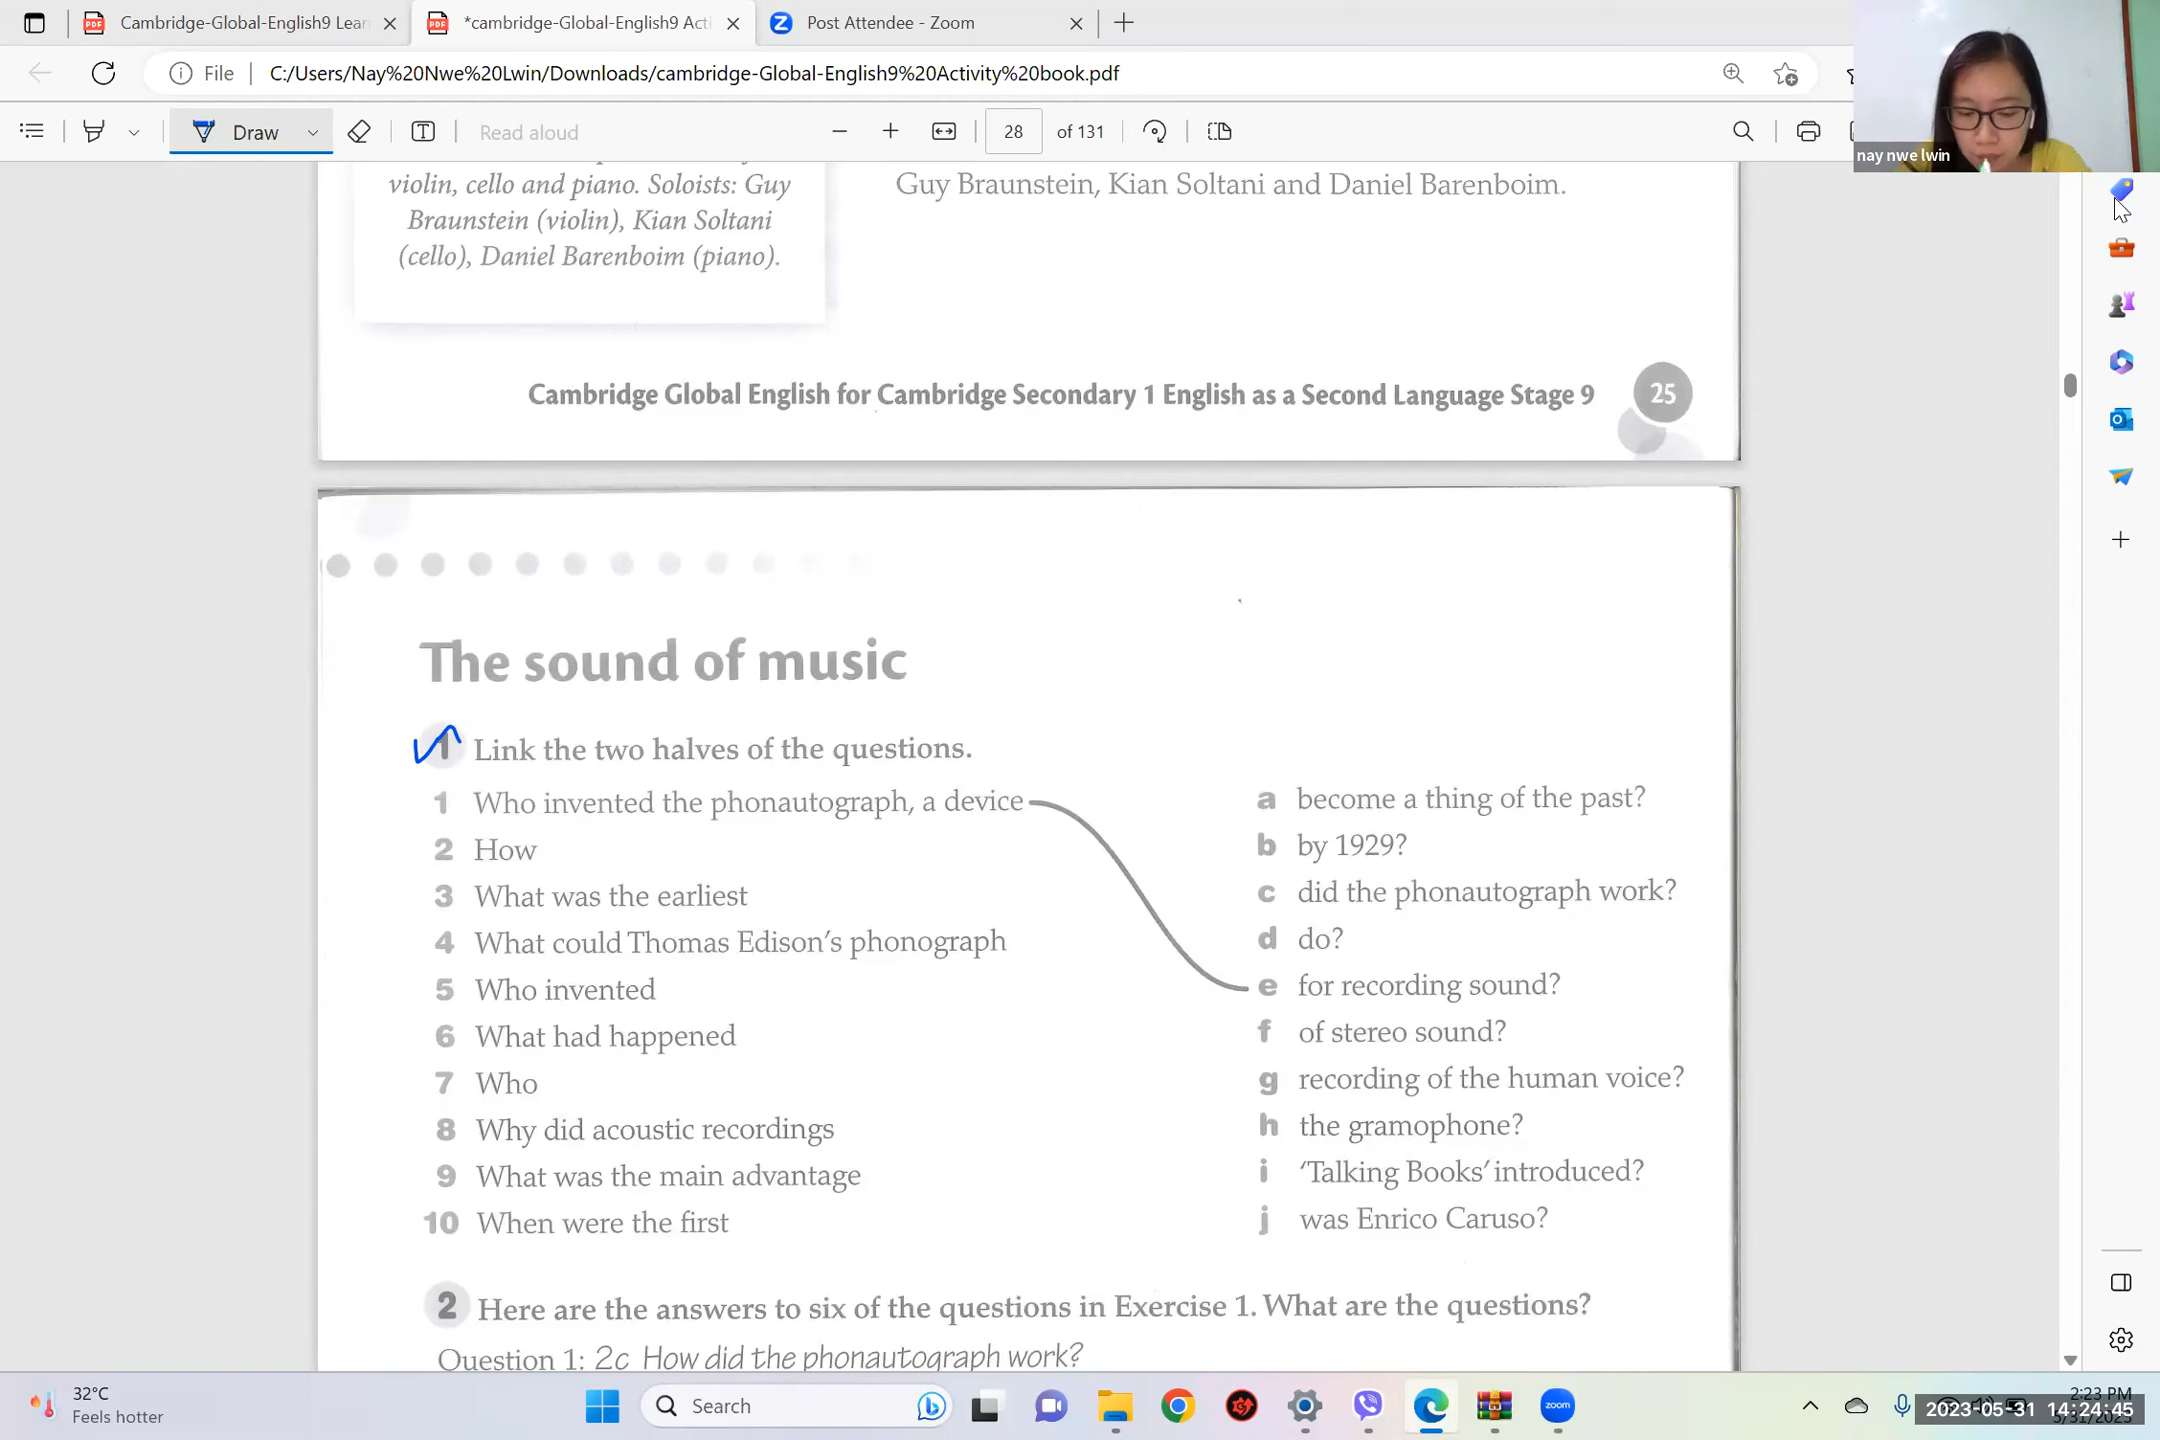 Cambridge-Global-English9 Lear
*cambridge-Global-English9 Acti
Post Attendee - Zoom
File
C:/Users/Nay%20Nwe%20Lwin/Downloads/cambridge-Global-English9%20Activity%20book.pdf
Draw
Read aloud
28
of 131
nay nwe lwin
violin, cello and piano. Soloists: Guy
Braunstein (violin), Kian Soltani
(cello), Daniel Barenboim (piano).
Guy Braunstein, Kian Soltani and Daniel Barenboim.
Cambridge Global English for Cambridge Secondary 1 English as a Second Language Stage 9
25
The sound of music
1 Link the two halves of the questions.
1 Who invented the phonautograph, a device
2 How
3 What was the earliest
4 What could Thomas Edison's phonograph
5 Who invented
6 What had happened
7 Who
8 Why did acoustic recordings
9 What was the main advantage
10 When were the first
a become a thing of the past?
b by 1929?
c did the phonautograph work?
d do?
e for recording sound?
f of stereo sound?
g recording of the human voice?
h the gramophone?
i 'Talking Books' introduced?
j was Enrico Caruso?
2 Here are the answers to six of the questions in Exercise 1. What are the questions?
Question 1: 2c How did the phonautograph work?
32°C
Feels hotter
Search
zoom
2:23 PM
2023-05-31 14:24:45